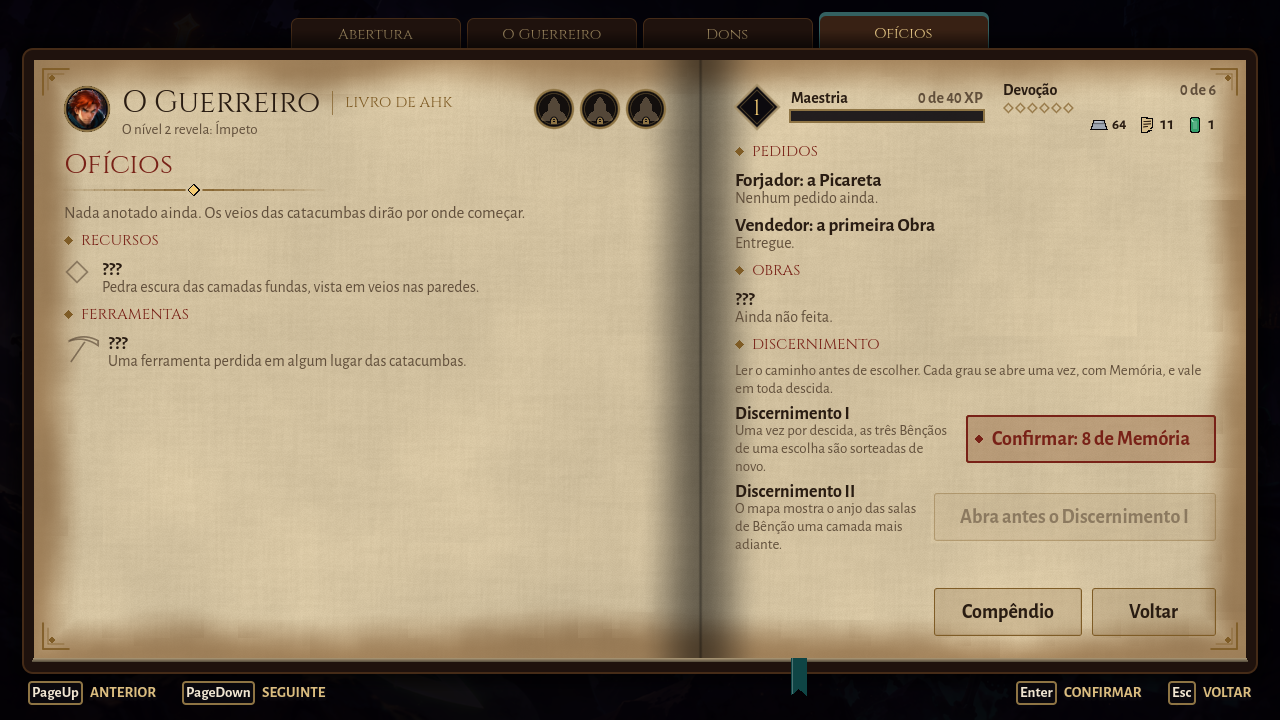 Abertura
O Guerreiro
Dons
Ofícios
O Guerreiro
LIVRO DE AHK
O nível 2 revela: Ímpeto
Ofícios
Nada anotado ainda. Os veios das catacumbas dirão por onde começar.
RECURSOS
???
Pedra escura das camadas fundas, vista em veios nas paredes.
FERRAMENTAS
???
Uma ferramenta perdida em algum lugar das catacumbas.
1
Maestria
0 de 40 XP
Devoção
0 de 6
64
11
1
PEDIDOS
Forjador: a Picareta
Nenhum pedido ainda.
Vendedor: a primeira Obra
Entregue.
OBRAS
???
Ainda não feita.
DISCERNIMENTO
Ler o caminho antes de escolher. Cada grau se abre uma vez, com Memória, e vale
em toda descida.
Discernimento I
Uma vez por descida, as três Bênçãos
de uma escolha são sorteadas de
novo.
Confirmar: 8 de Memória
Discernimento II
O mapa mostra o anjo das salas
de Bênção uma camada mais
adiante.
Abra antes o Discernimento I
Compêndio
Voltar
PageUp ANTERIOR
PageDown SEGUINTE
Enter CONFIRMAR
Esc VOLTAR